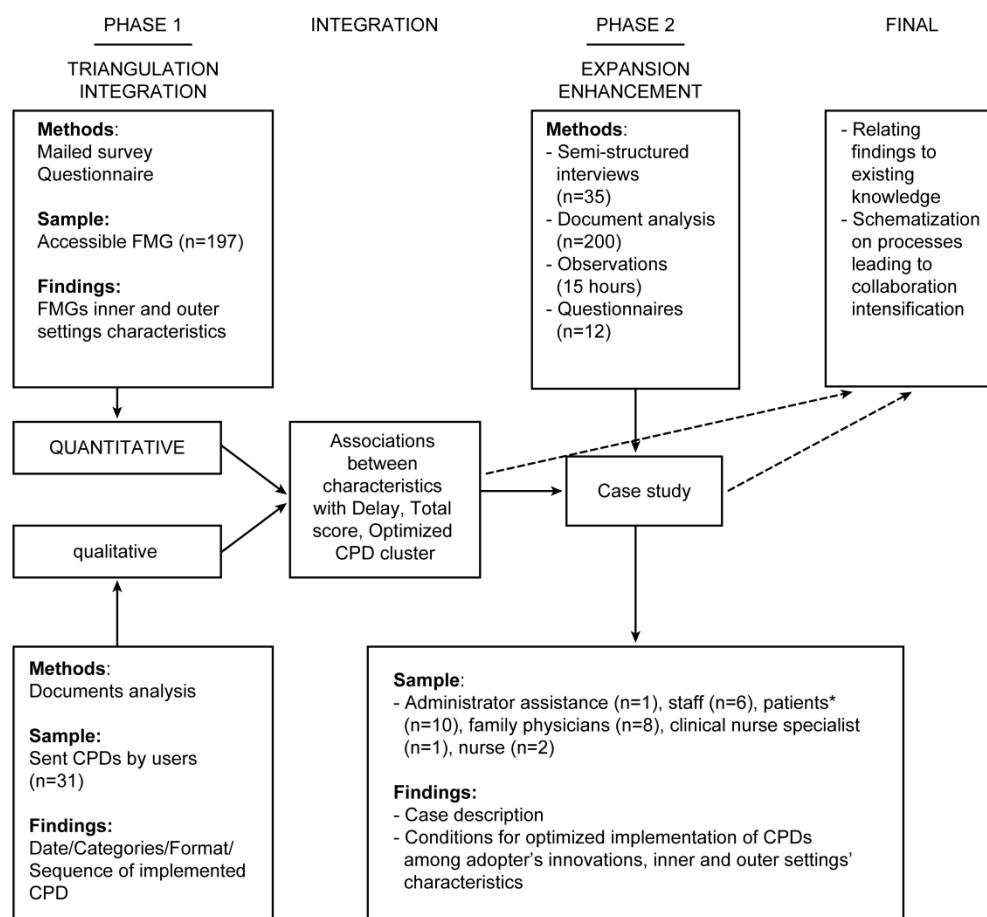 PHASE 1
TRIANGULATION
INTEGRATION
Methods:
Mailed survey
Questionnaire
Sample:
Accessible FMG (n=197)
Findings:
FMGs inner and outer
settings characteristics
QUANTITATIVE
qualitative
Methods:
Documents analysis
Sample:
Sent CPDs by users
(n=31)
Findings:
Date/Categories/Format/
Sequence of implemented
CPD
INTEGRATION
Associations
between
characteristics
with Delay, Total
score, Optimized
CPD cluster
PHASE 2
EXPANSION
ENHANCEMENT
Methods:
- Semi-structured
interviews
(n=35)
- Document analysis
(n=200)
- Observations
(15 hours)
- Questionnaires
(n=12)
Case study
Sample:
- Administrator assistance (n=1), staff (n=6), patients*
(n=10), family physicians (n=8), clinical nurse specialist
(n=1), nurse (n=2)
Findings:
- Case description
- Conditions for optimized implementation of CPDs
among adopter's innovations, inner and outer settings'
characteristics
FINAL
- Relating
findings to
existing
knowledge
- Schematization
on processes
leading to
collaboration
intensification